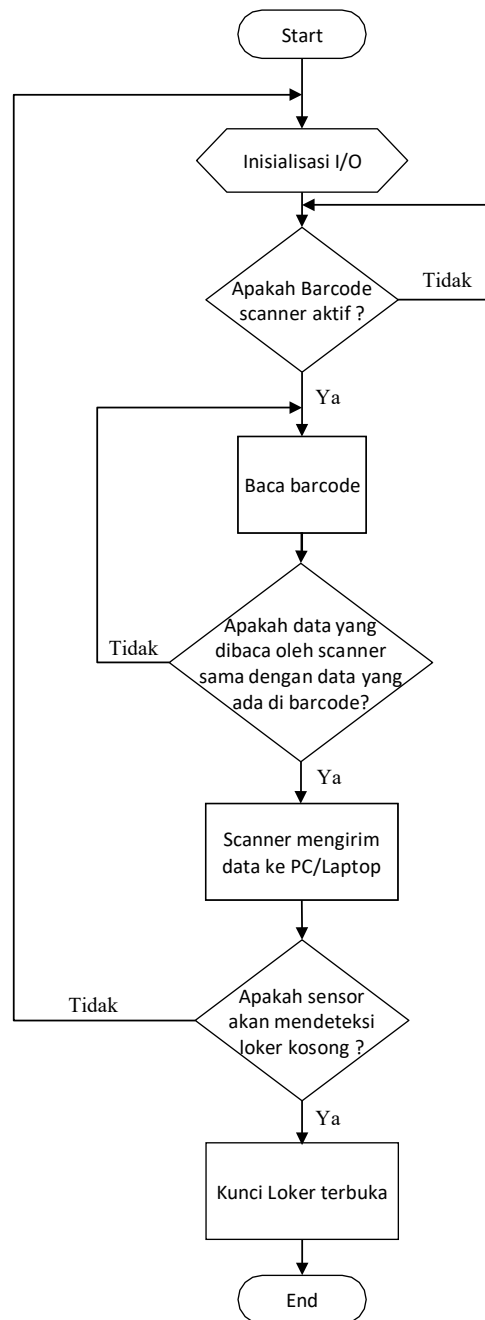 Start
Inisialisasi I/O
Apakah Barcode
scanner aktif ?
Tidak
Ya
Baca barcode
Apakah data yang
dibaca oleh scanner
sama dengan data yang
ada di barcode?
Tidak
Ya
Scanner mengirim
data ke PC/Laptop
Apakah sensor
akan mendeteksi
loker kosong ?
Tidak
Ya
Kunci Loker terbuka
End